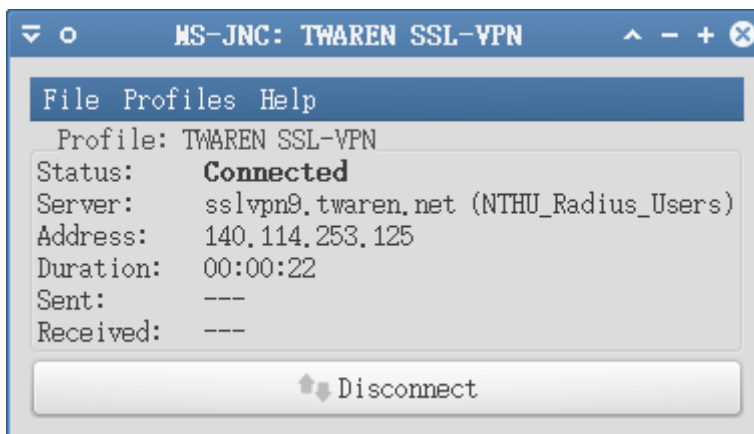 MS-JNC: TWAREN SSL-VPN
File Profiles Help
Profile: TWAREN SSL-VPN
Status: Connected
Server: sslvpn9.twaren.net (NTHU_Radius_Users)
Address: 140.114.253.125
Duration: 00:00:22
Sent: ---
Received: ---
Disconnect